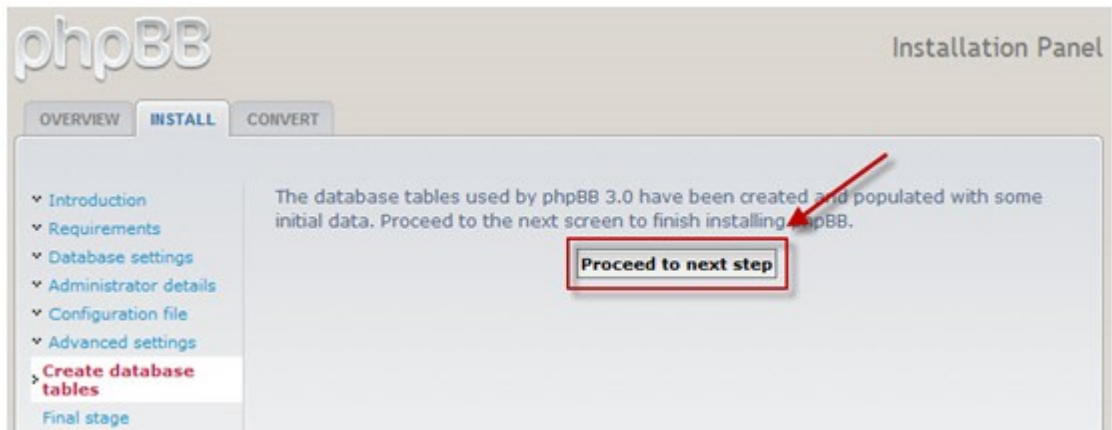 phpBB
Installation Panel
OVERVIEW INSTALL CONVERT
Introduction
Requirements
Database settings
Administrator details
Configuration file
Advanced settings
Create database
tables
Final stage
The database tables used by phpBB 3.0 have been created and populated with some
initial data. Proceed to the next screen to finish installing phpBB.
Proceed to next step